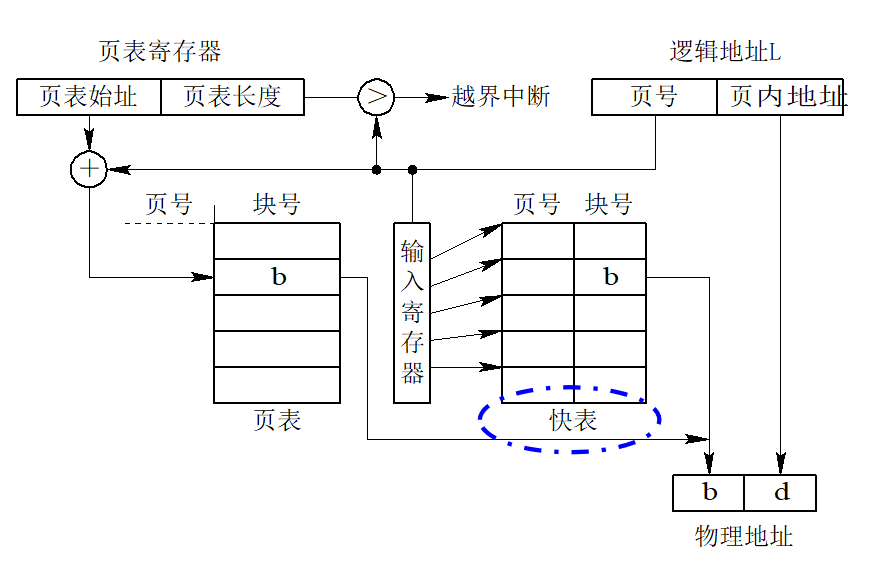 页表寄存器
逻辑地址L
页表始址 页表长度
>
越界中断
页号 页内地址
+
页号 块号
页号 块号
b
输入寄存器
b
页表
快表
b d
物理地址